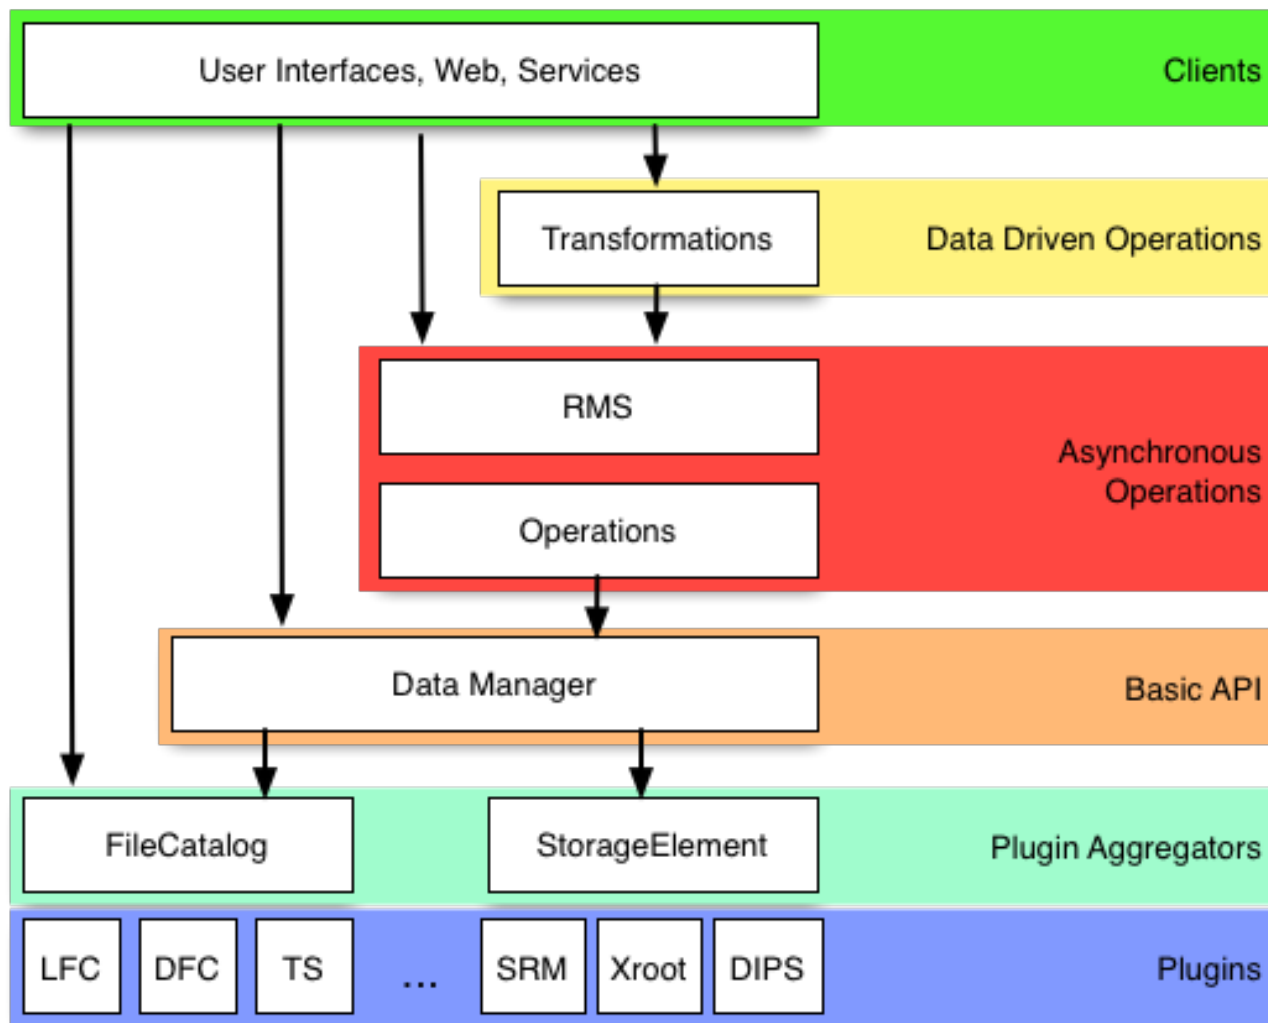 User Interfaces, Web, Services
Clients
Transformations
Data Driven Operations
RMS
Asynchronous
Operations
Operations
Data Manager
Basic API
FileCatalog
StorageElement
Plugin Aggregators
LFC
DFC
TS
...
SRM
Xroot
DIPS
Plugins